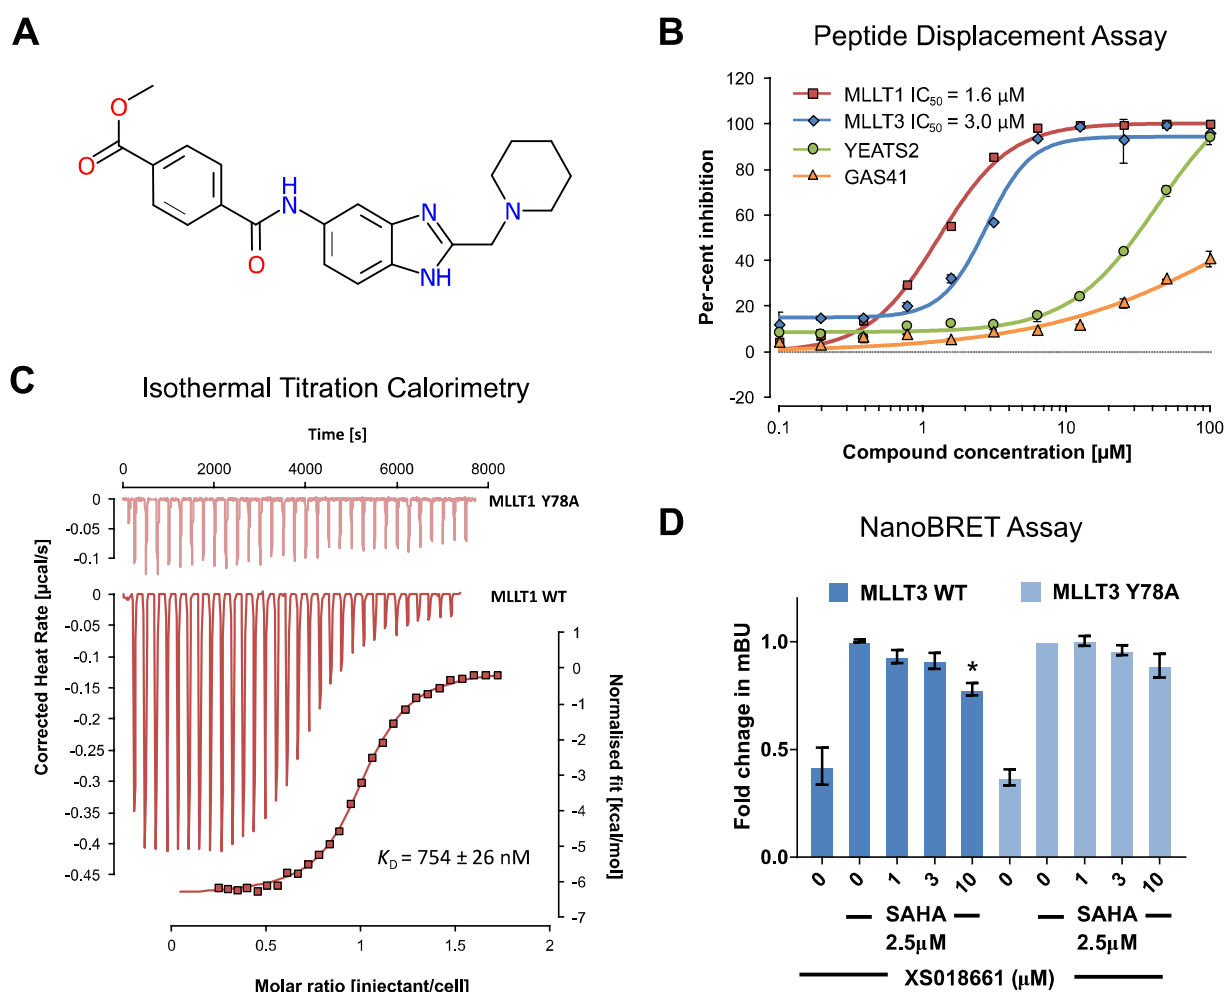 A
O
O
O
H
N
N
NH
N
B
Peptide Displacement Assay
120
100
80
60
40
20
0
-20
Per-cent inhibition
MLLT1 IC50 = 1.6 µM
MLLT3 IC50 = 3.0 µM
YEATS2
GAS41
0.1 1 10 100
Compound concentration [µM]
C
Isothermal Titration Calorimetry
Time [s]
0 2000 4000 6000 8000
0
-0.05
-0.1
MLLT1 Y78A
0
-0.05
-0.1
-0.15
-0.2
-0.25
-0.3
-0.35
-0.4
-0.45
MLLT1 WT
Corrected Heat Rate [µcal/s]
1
0
-1
-2
-3
-4
-5
-6
-7
Normalised fit [kcal/mol]
KD = 754 ± 26 nM
0 0.5 1 1.5 2
Molar ratio [injectant/cell]
D
NanoBRET Assay
MLLT3 WT MLLT3 Y78A
1.0
0.5
0.0
Fold chnage in mBU
*
0 0 1 3 10 0 0 1 3 10
SAHA SAHA
2.5µM 2.5µM
XS018661 (µM)